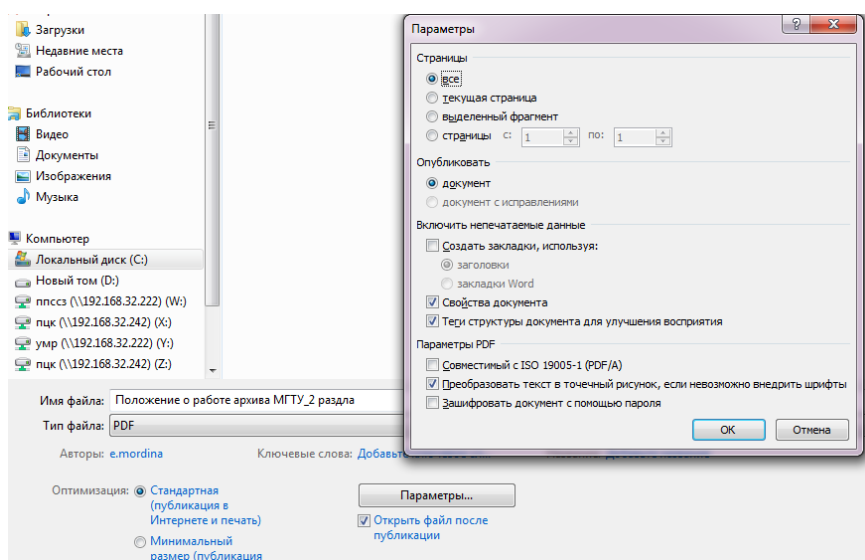 Загрузки
Недавние места
Рабочий стол
Библиотеки
Видео
Документы
Изображения
Музыка
Компьютер
Локальный диск (C:)
Новый том (D:)
ппссз (\\192.168.32.222) (W:)
пцк (\\192.168.32.242) (X:)
умр (\\192.168.32.222) (Y:)
пцк (\\192.168.32.242) (Z:)
Имя файла: Положение о работе архива МГТУ_2 раздла
Тип файла: PDF
Авторы: e.mordina
Ключевые слова:
Оптимизация: Стандартная
(публикация в
Интернете и печать)
Минимальный
размер (публикация
Параметры...
Открыть файл после
публикации
Параметры
Страницы
все
текущая страница
выделенный фрагмент
страницы с: 1 по: 1
Опубликовать
документ
документ с исправлениями
Включить непечатаемые данные
Создать закладки, используя:
заголовки
закладки Word
Свойства документа
Теги структуры документа для улучшения восприятия
Параметры PDF
Совместимый с ISO 19005-1 (PDF/A)
Преобразовать текст в точечный рисунок, если невозможно внедрить шрифты
Зашифровать документ с помощью пароля
ОК Отмена